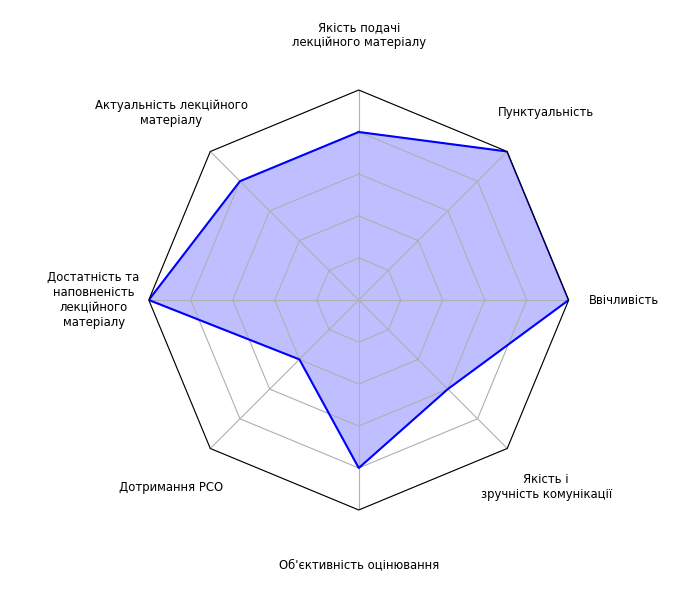 Якість подачі
лекційного матеріалу
Актуальність лекційного
матеріалу
Пунктуальність
Достатність та
наповненість
лекційного
матеріалу
Ввічливість
Дотримання РСО
Якість і
зручність комунікації
Об'єктивність оцінювання